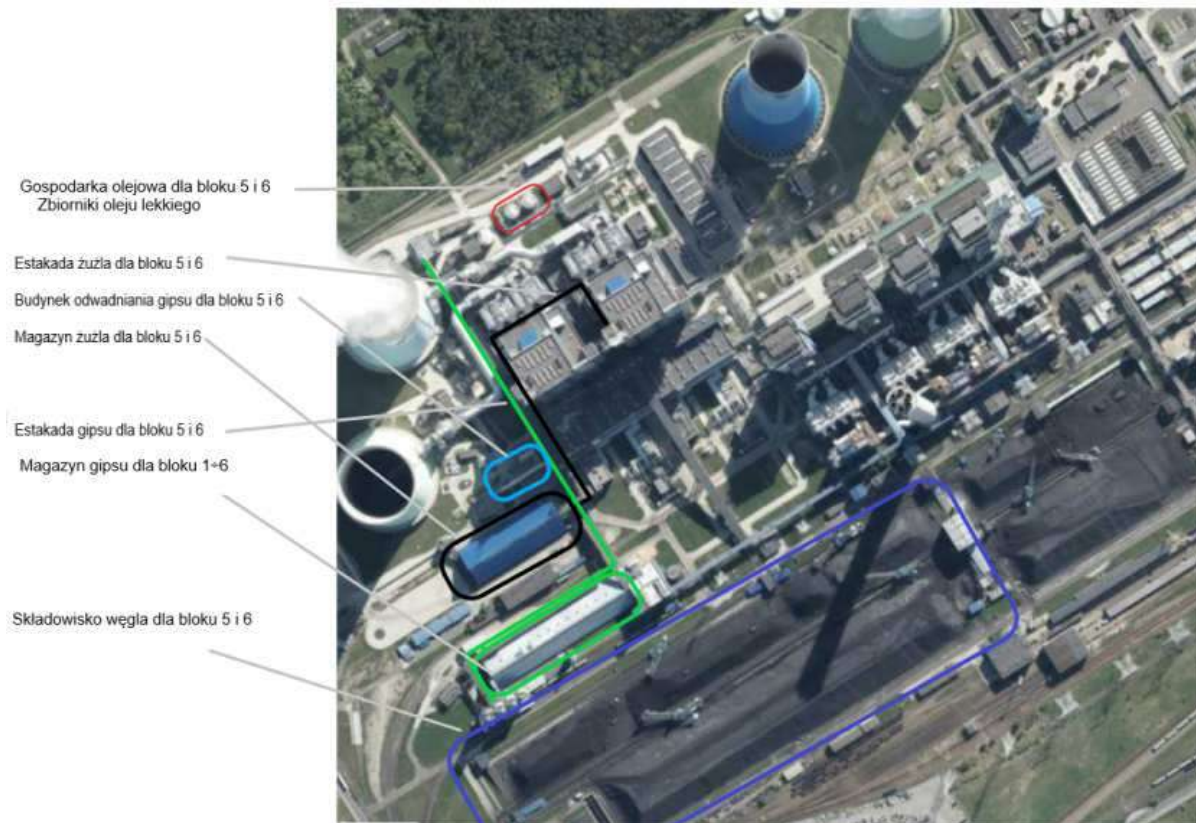 Gospodarka olejowa dla bloku 5 i 6
Zbiorniki oleju lekkiego
Estakada żużla dla bloku 5 i 6
Budynek odwadniania gipsu dla bloku 5 i 6
Magazyn żużla dla bloku 5 i 6
Estakada gipsu dla bloku 5 i 6
Magazyn gipsu dla bloku 1÷6
Składowisko węgla dla bloku 5 i 6